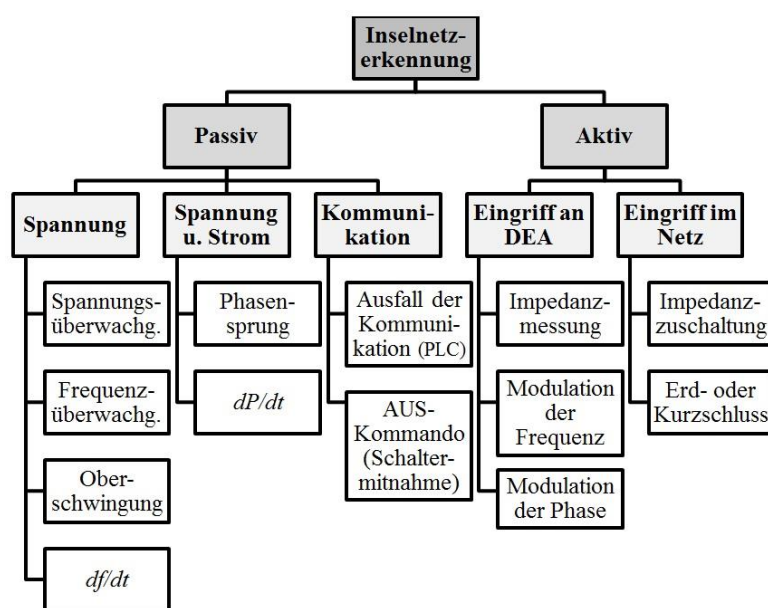 Inselnetz-
erkennung
Passiv
Aktiv
Spannung
Spannung
u. Strom
Kommuni-
kation
Eingriff an
DEA
Eingriff im
Netz
Spannungs-
überwachg.
Frequenz-
überwachg.
Ober-
schwingung
df/dt
Phasen-
sprung
dP/dt
Ausfall der
Kommuni-
kation (PLC)
AUS-
Kommando
(Schalter-
mitnahme)
Impedanz-
messung
Modulation
der
Frequenz
Modulation
der Phase
Impedanz-
zuschaltung
Erd- oder
Kurzschluss